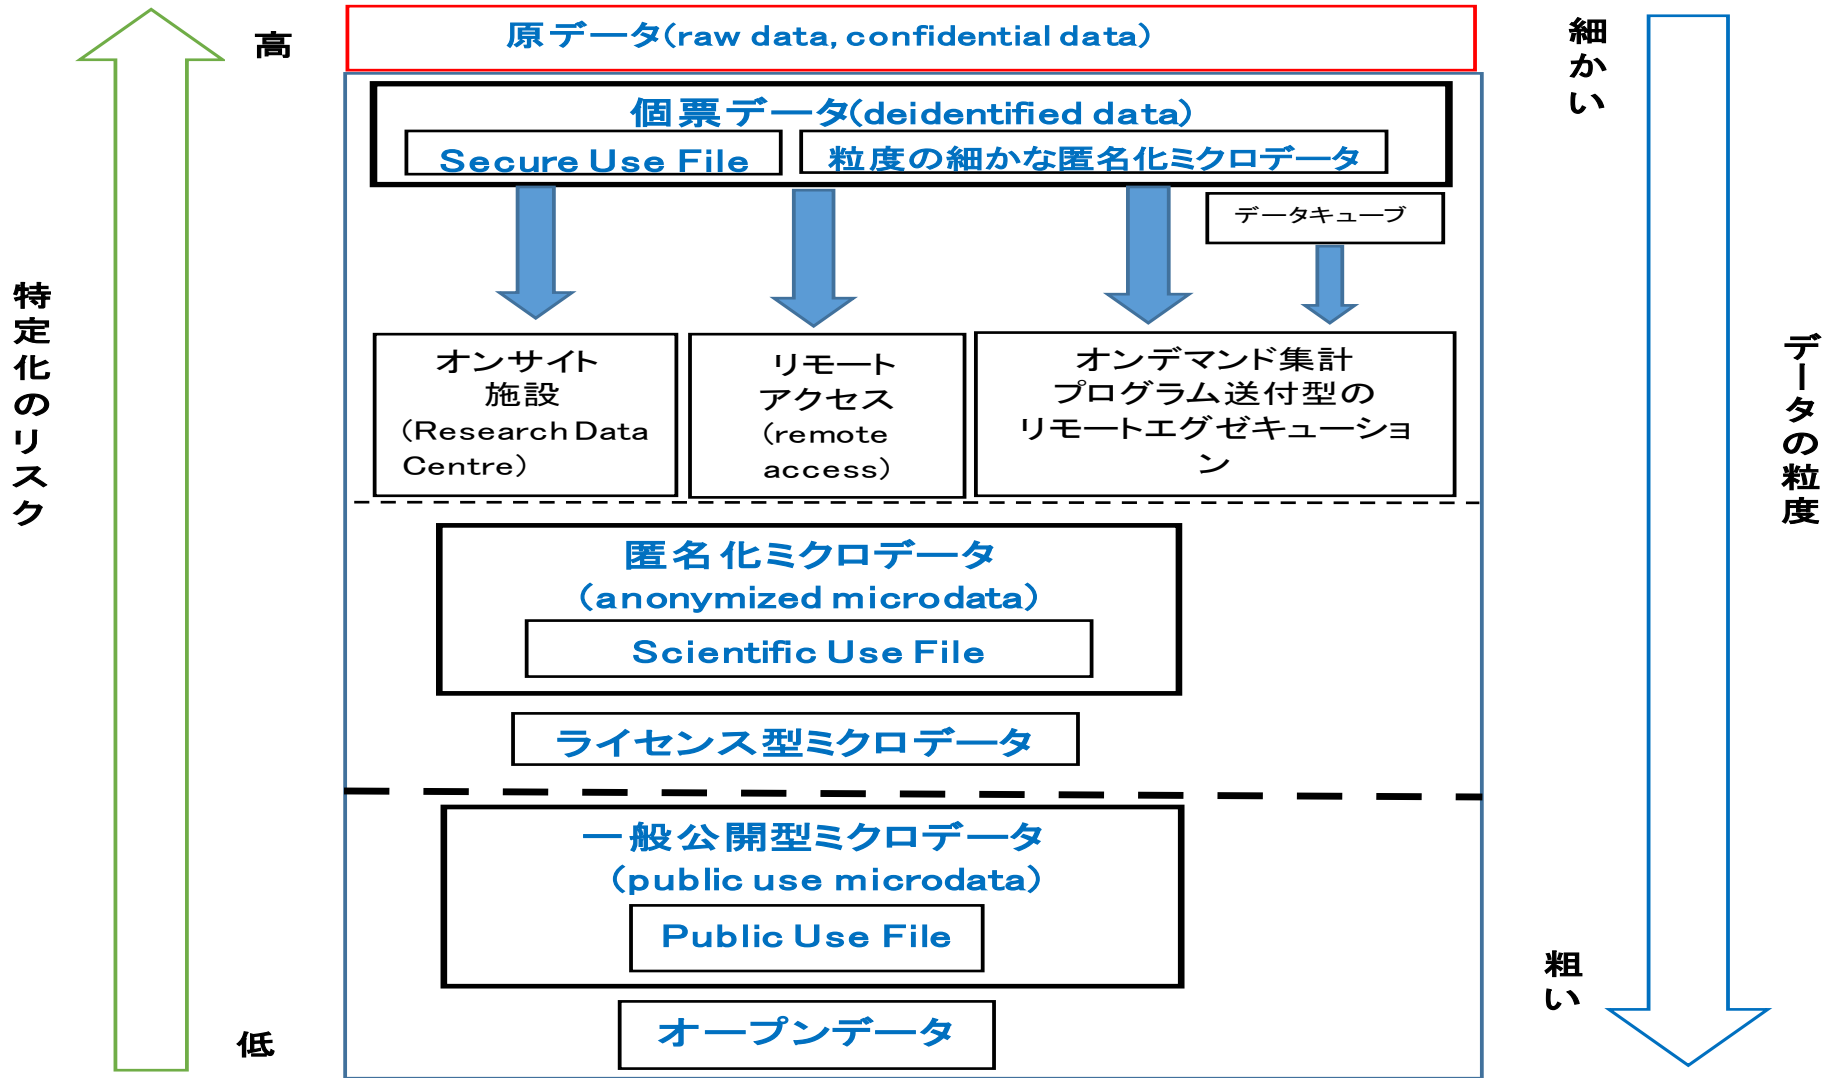 高
原データ(raw data, confidential data)
細かい
個票データ(deidentified data)
Secure Use File
粒度の細かな匿名化ミクロデータ
データキューブ
特定化のリスク
オンサイト
施設
(Research Data
Centre)
リモート
アクセス
(remote
access)
オンデマンド集計
プログラム送付型の
リモートエグゼキューショ
ン
データの粒度
匿名化ミクロデータ
(anonymized microdata)
Scientific Use File
ライセンス型ミクロデータ
一般公開型ミクロデータ
(public use microdata)
Public Use File
粗い
低
オープンデータ